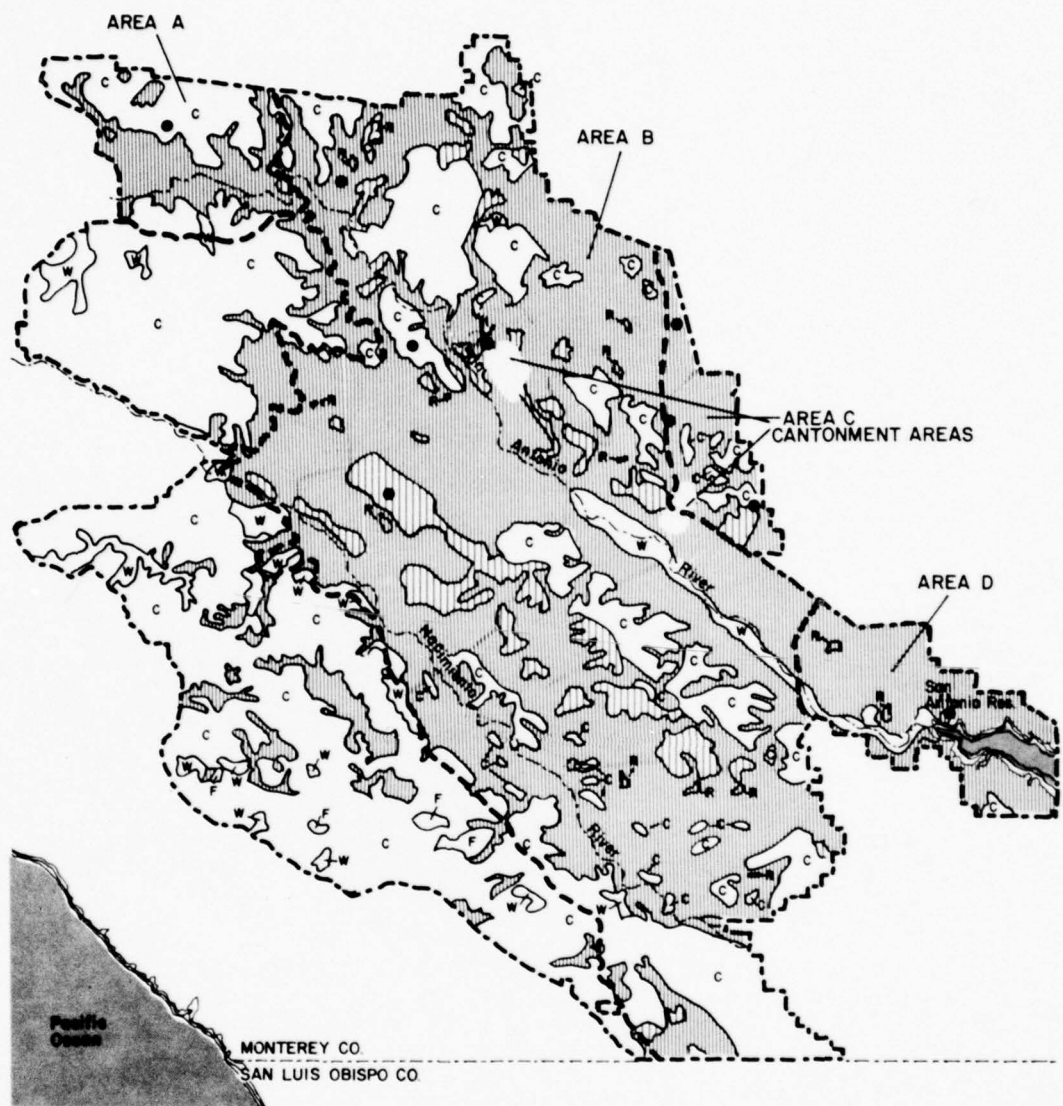 AREA A
AREA B
AREA C
CANTONMENT AREAS
Antonio
River
AREA D
San
Antonio Res.
Nacimiento
River
Pacific
Ocean
MONTEREY CO.
SAN LUIS OBISPO CO.
C
C
C
C
R
R
C
C
C
W
W
C
C
C
C
R
R
C
R
C
C
R
R
C
W
W
C
W
R
W
C
C
C
C
C
R
R
C
W
F
W
W
F
F
W
C
R
R
C
C
C
W
C
W
C